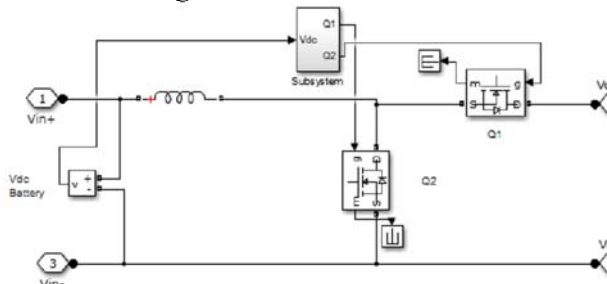 Q1
Vdc
Q2
Subsystem
m
g
S
D
Q1
1
Vin+
Vdc
Battery
v
+
-
g
D
m
S
Q2
3